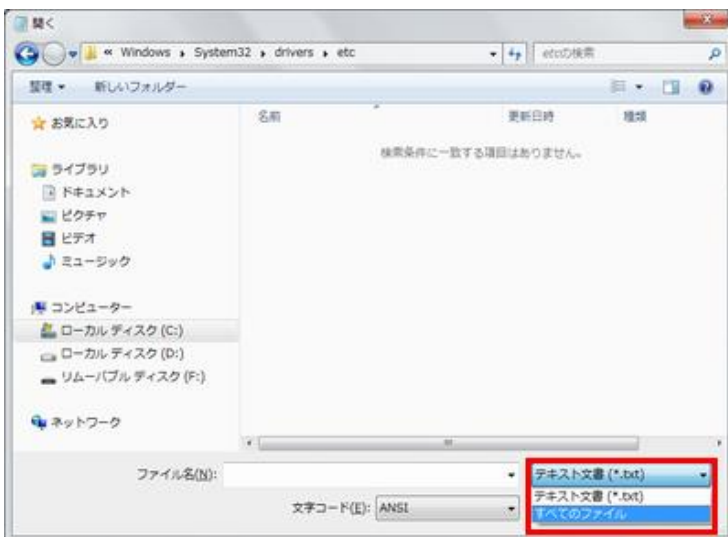 開く
« Windows ▸ System32 ▸ drivers ▸ etc
etcの検索
整理 ▼ 新しいフォルダー
お気に入り
ライブラリ
ドキュメント
ピクチャ
ビデオ
ミュージック
コンピューター
ローカル ディスク (C:)
ローカル ディスク (D:)
リムーバブル ディスク (F:)
ネットワーク
名前 更新日時 種類
検索条件に一致する項目はありません。
ファイル名(N):
テキスト文書 (*.txt)
テキスト文書 (*.txt)
すべてのファイル
文字コード(E): ANSI